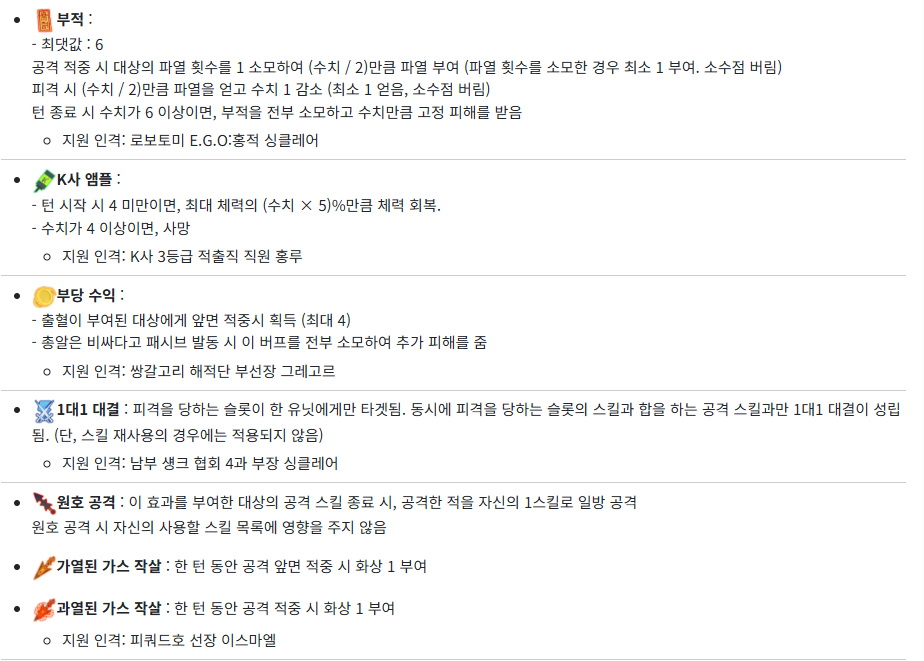 부적 :
- 최댓값 : 6
공격 적중 시 대상의 파열 횟수를 1 소모하여 (수치 / 2)만큼 파열 부여 (파열 횟수를 소모한 경우 최소 1 부여. 소수점 버림)
피격 시 (수치 / 2)만큼 파열을 얻고 수치 1 감소 (최소 1 얻음, 소수점 버림)
턴 종료 시 수치가 6 이상이면, 부적을 전부 소모하고 수치만큼 고정 피해를 받음
지원 인격: 로보토미 E.G.O:홍적 싱클레어
K사 앰플 :
- 턴 시작 시 4 미만이면, 최대 체력의 (수치 × 5)%만큼 체력 회복.
- 수치가 4 이상이면, 사망
지원 인격: K사 3등급 적출직 직원 홍루
부당 수익 :
- 출혈이 부여된 대상에게 앞면 적중시 획득 (최대 4)
- 총알은 비싸다고 패시브 발동 시 이 버프를 전부 소모하여 추가 피해를 줌
지원 인격: 쌍갈고리 해적단 부선장 그레고르
1대1 대결 : 피격을 당하는 슬롯이 한 유닛에게만 타겟팅됨. 동시에 피격을 당하는 슬롯의 스킬과 합을 하는 공격 스킬과만 1대1 대결이 성립
됨. (단, 스킬 재사용의 경우에는 적용되지 않음)
지원 인격: 남부 섕크 협회 4과 부장 싱클레어
원호 공격 : 이 효과를 부여한 대상의 공격 스킬 종료 시, 공격한 적을 자신의 1스킬로 일방 공격
원호 공격 시 자신의 사용할 스킬 목록에 영향을 주지 않음
가열된 가스 작살 : 한 턴 동안 공격 앞면 적중 시 화상 1 부여
과열된 가스 작살 : 한 턴 동안 공격 적중 시 화상 1 부여
지원 인격: 피쿼드호 선장 이스마엘